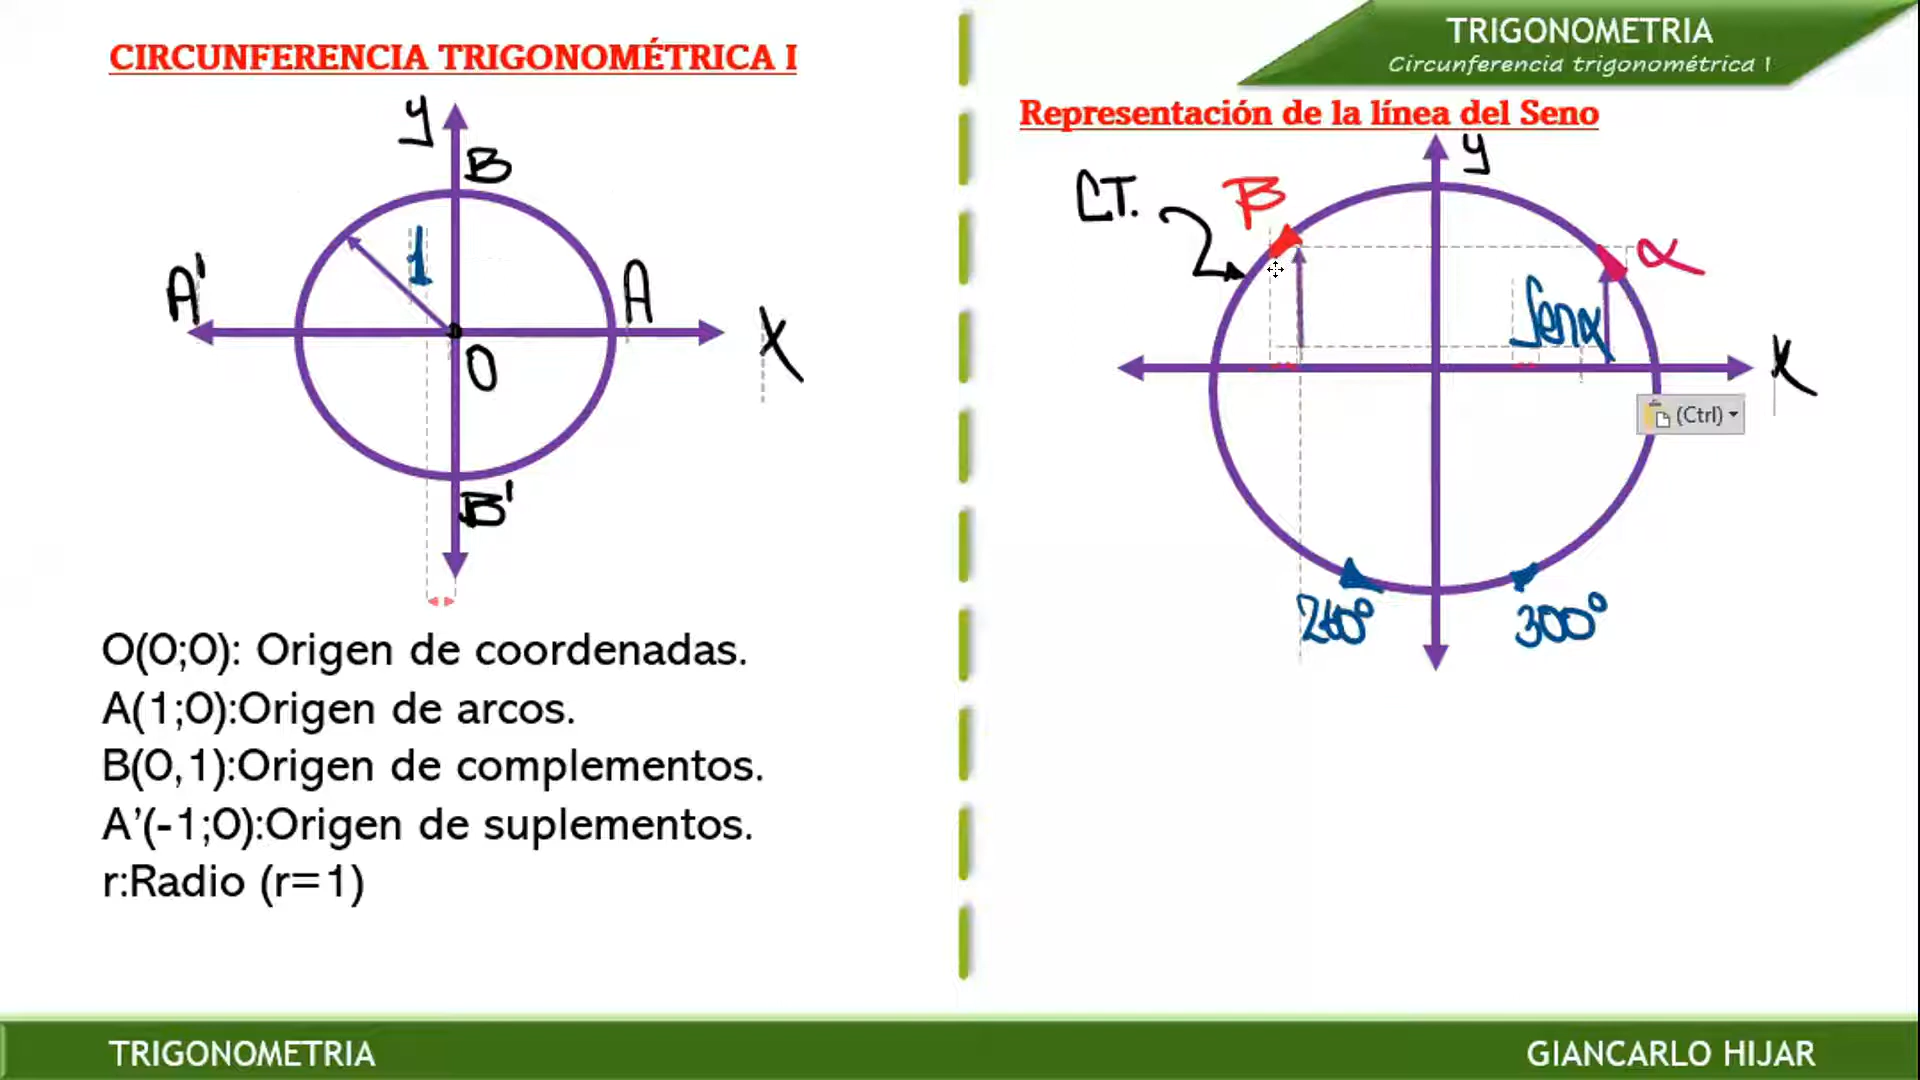 CIRCUNFERENCIA TRIGONOMÉTRICA I
y
B
1
A'
A
X
O
B'
O(0;0): Origen de coordenadas.
A(1;0):Origen de arcos.
B(0,1):Origen de complementos.
A’(-1;0):Origen de suplementos.
r:Radio (r=1)
TRIGONOMETRIA
Circunferencia trigonométrica I
Representación de la línea del Seno
y
C.T.
β
α
Senα
X
(Ctrl)
260°
300°
TRIGONOMETRIA
GIANCARLO HIJAR